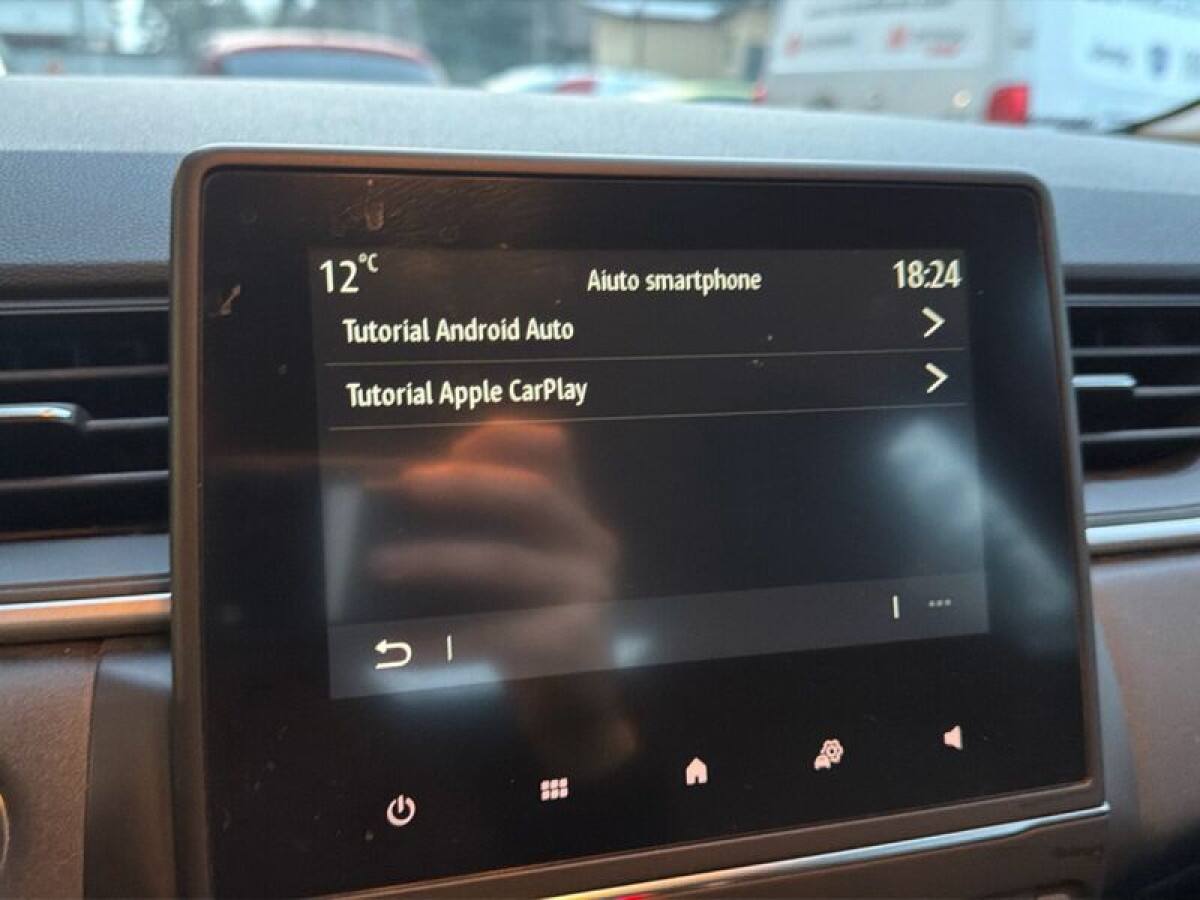 12°C
Aiuto smartphone
18:24
Tutorial Android Auto
Tutorial Apple CarPlay